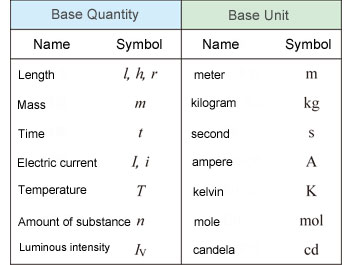 Base Quantity Base Unit
Name Symbol Name Symbol
Length l, h, r meter m
Mass m kilogram kg
Time t second s
Electric current I, i ampere A
Temperature T kelvin K
Amount of substance n mole mol
Luminous intensity Iv candela cd